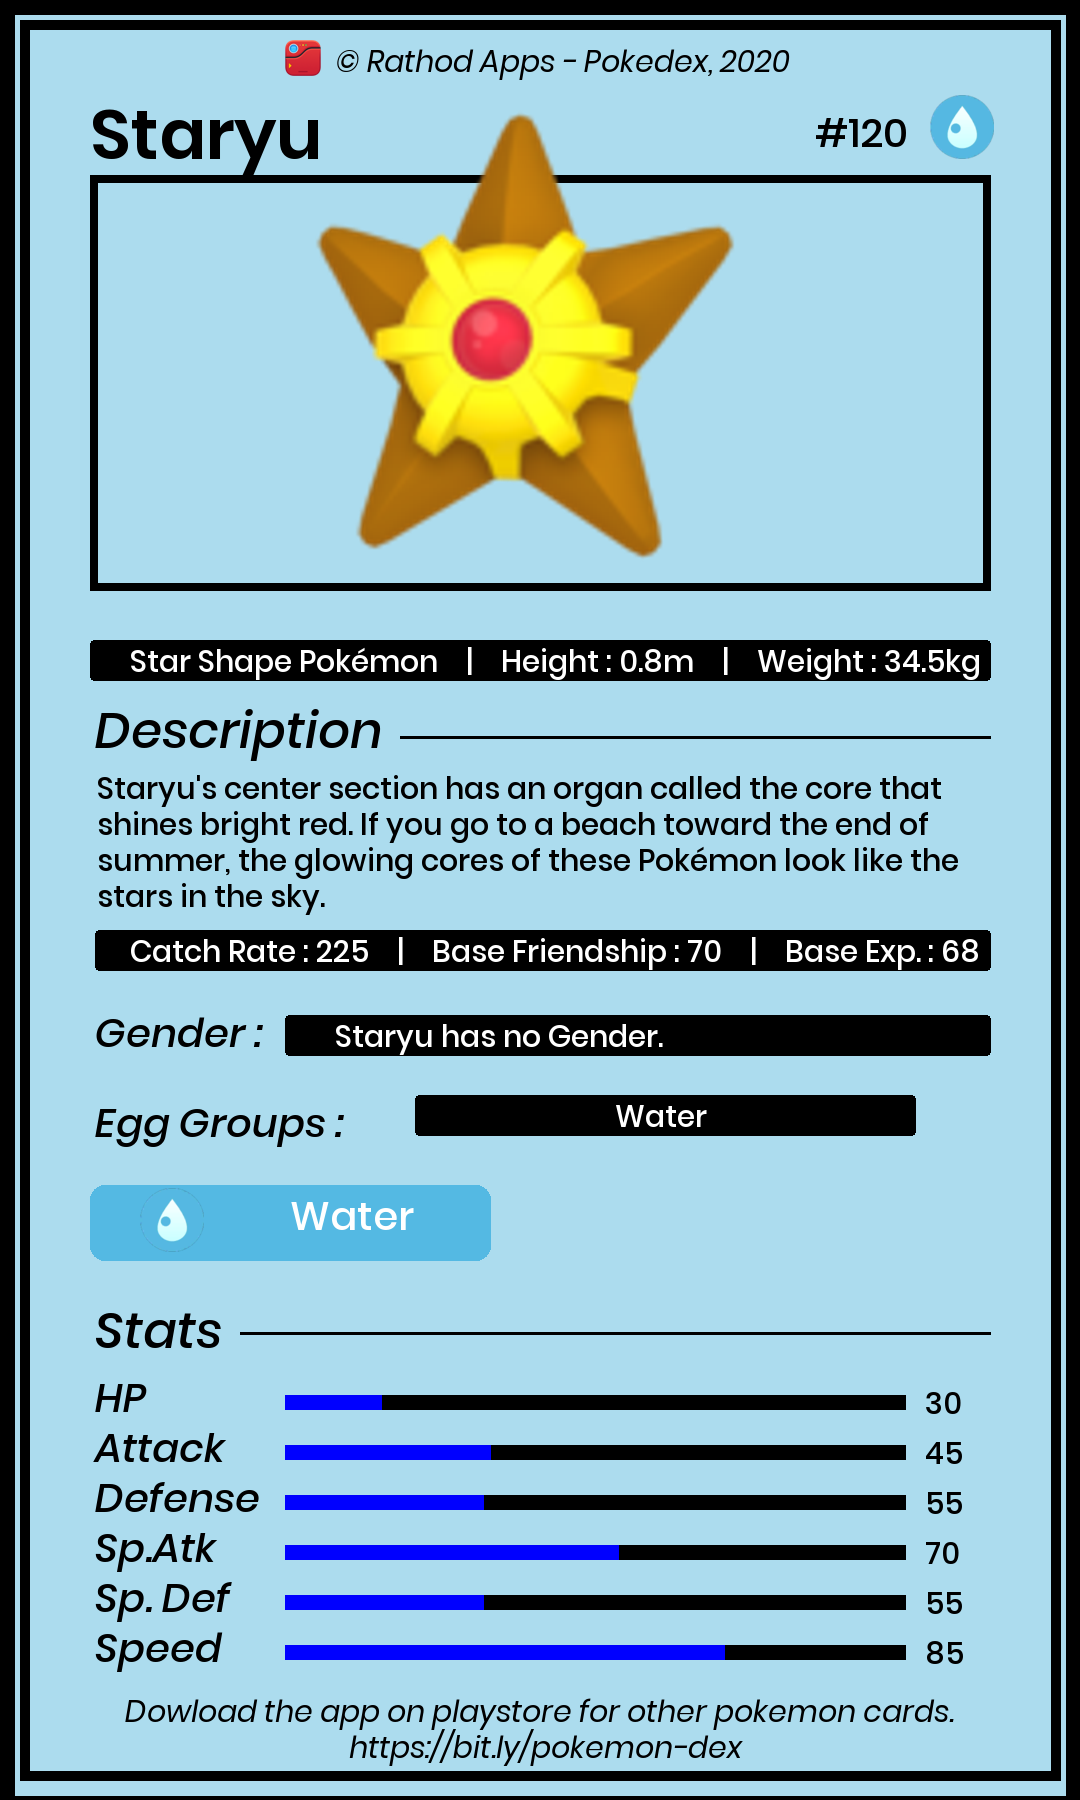 © Rathod Apps - Pokedex, 2020
Staryu
#120
Star Shape Pokémon | Height : 0.8m | Weight : 34.5kg
Description
Staryu's center section has an organ called the core that
shines bright red. If you go to a beach toward the end of
summer, the glowing cores of these Pokémon look like the
stars in the sky.
Catch Rate : 225 | Base Friendship : 70 | Base Exp. : 68
Gender : Staryu has no Gender.
Egg Groups : Water
Water
Stats
HP 30
Attack 45
Defense 55
Sp.Atk 70
Sp. Def 55
Speed 85
Dowload the app on playstore for other pokemon cards.
https://bit.ly/pokemon-dex